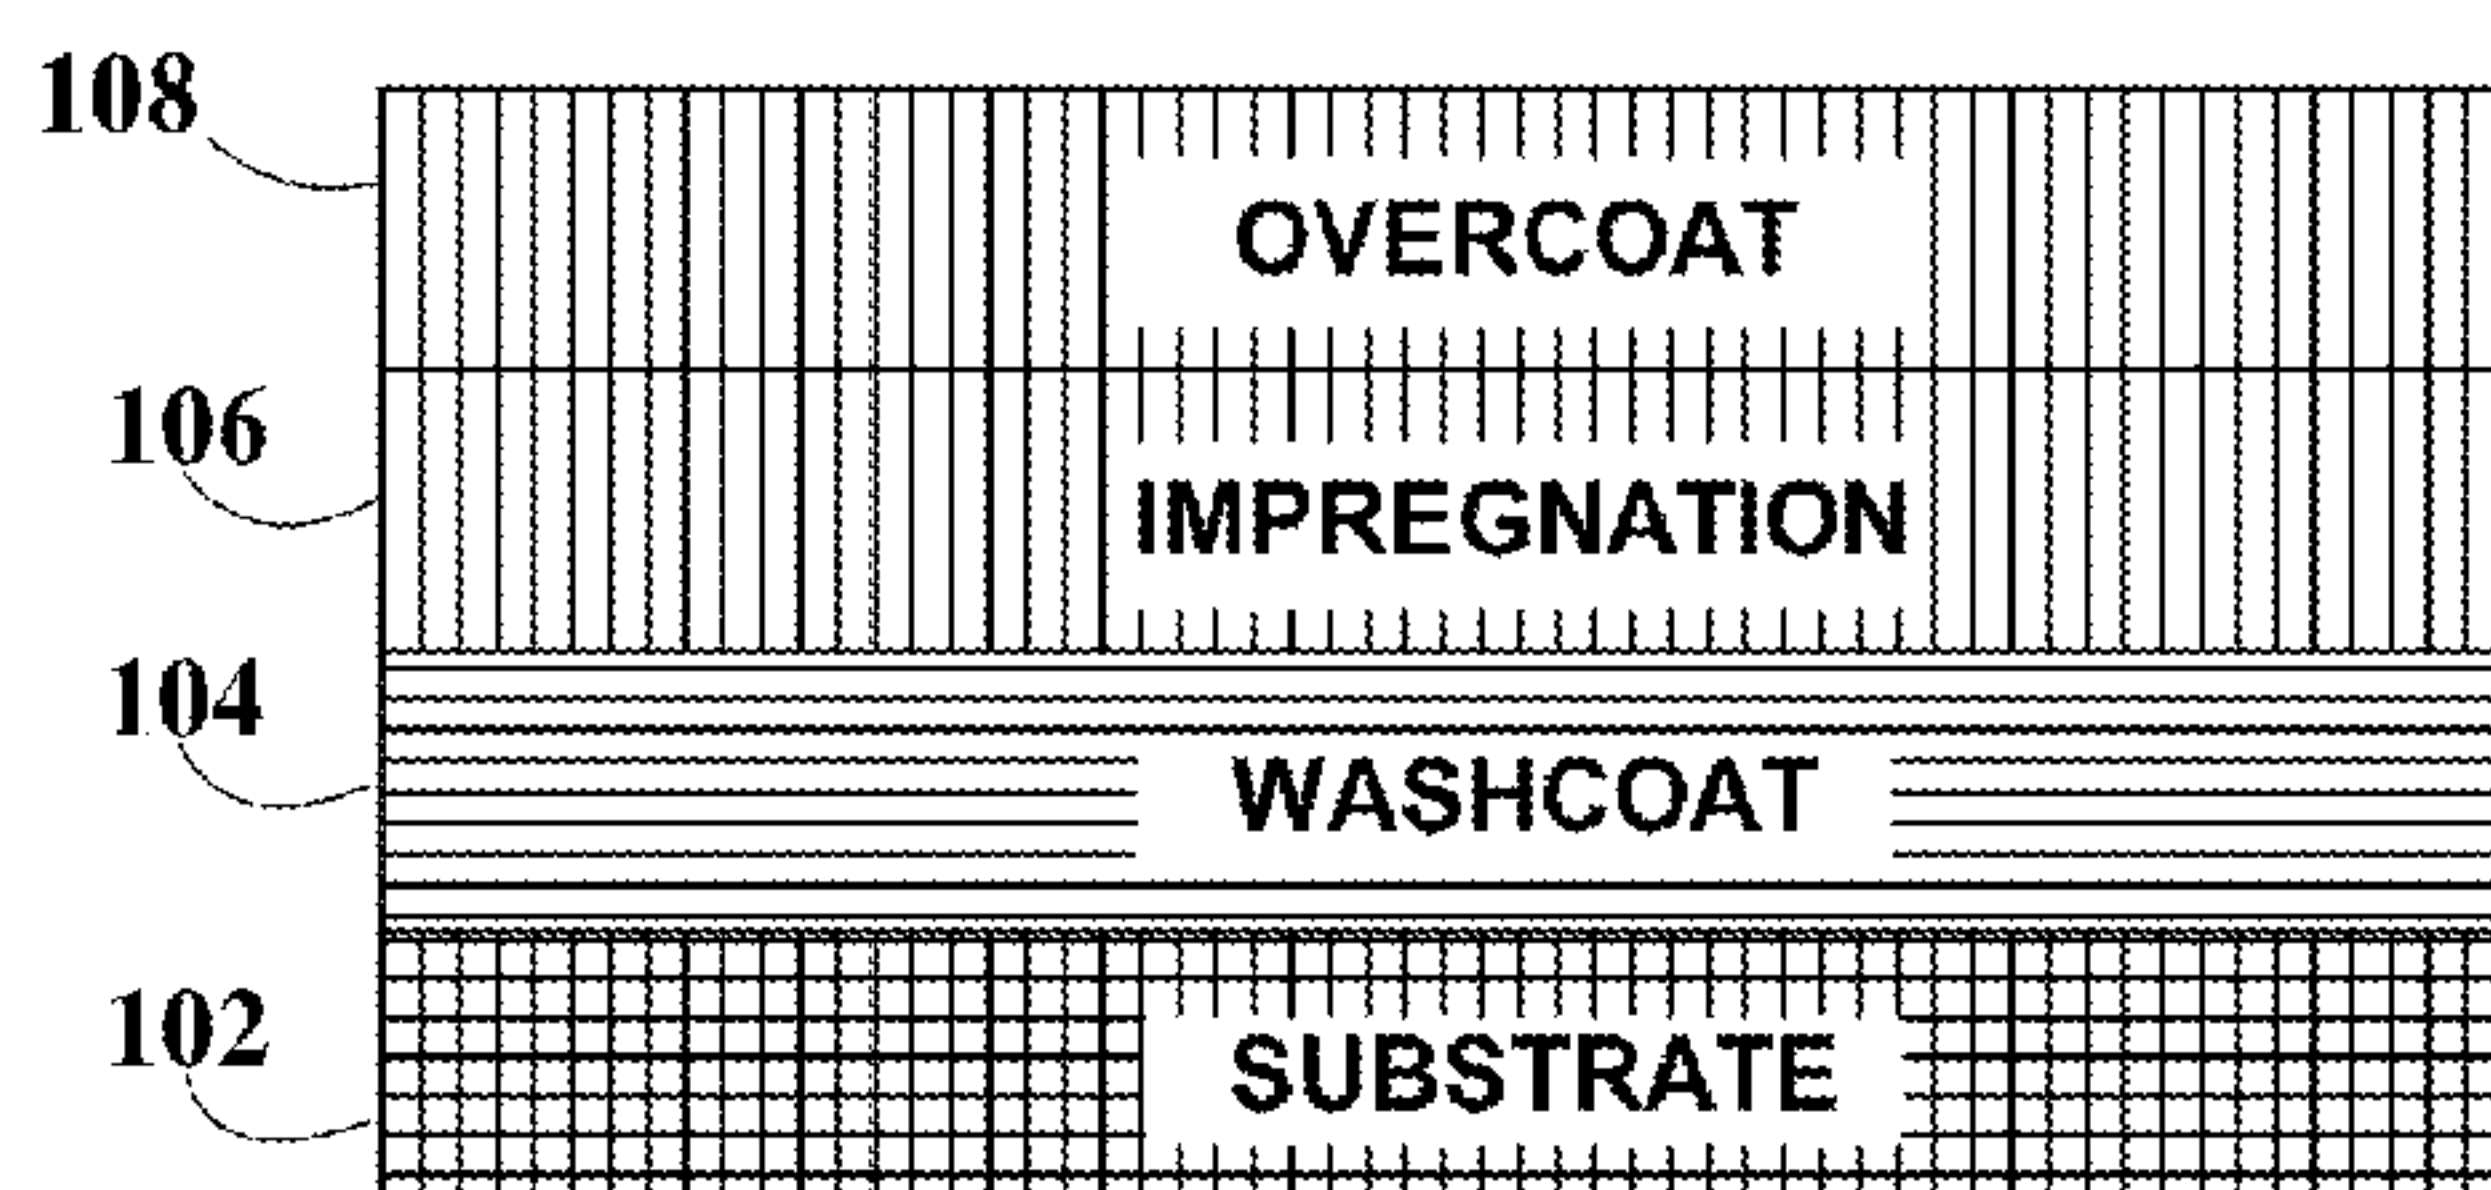 108
OVERCOAT
106
IMPREGNATION
104
WASHCOAT
102
SUBSTRATE